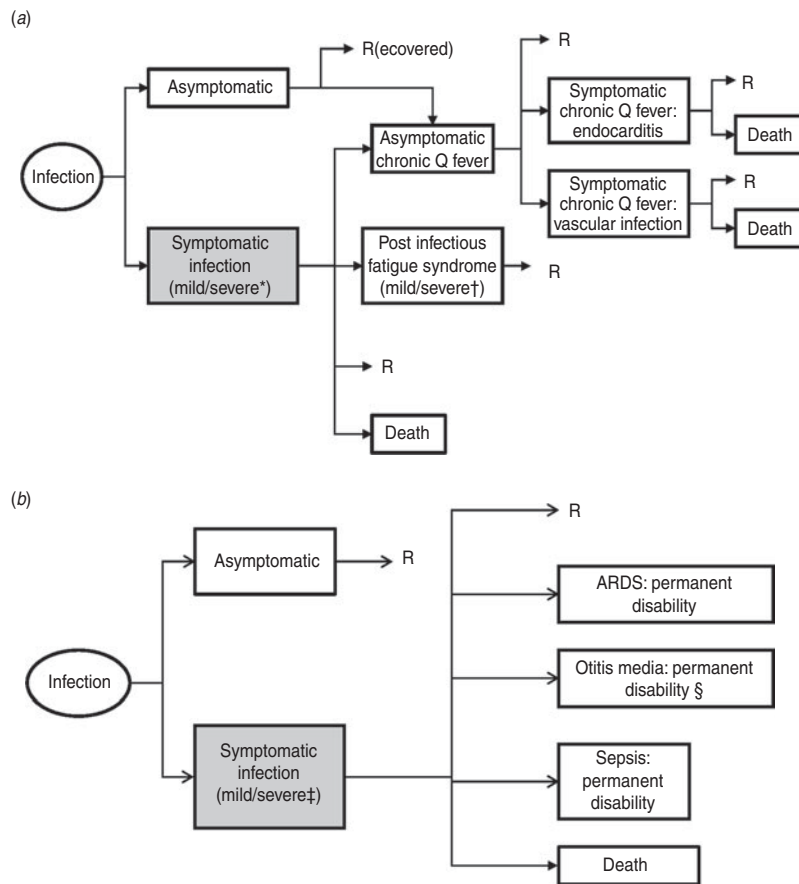 (a)
R(ecovered)
Asymptomatic
R
Symptomatic
chronic Q fever:
endocarditis
R
Death
Asymptomatic
chronic Q fever
Infection
Symptomatic
chronic Q fever:
vascular infection
R
Death
Symptomatic
infection
(mild/severe*)
Post infectious
fatigue syndrome
(mild/severe†)
R
R
Death
(b)
R
Asymptomatic
R
ARDS: permanent
disability
Infection
Otitis media: permanent
disability §
Symptomatic
infection
(mild/severe‡)
Sepsis:
permanent
disability
Death